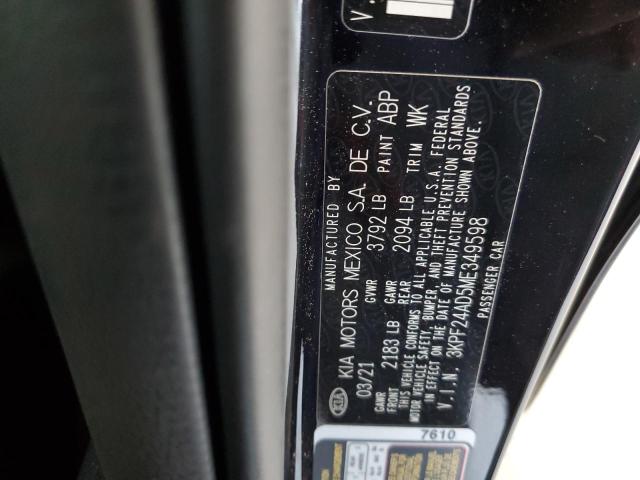 V.
MANUFACTURED BY
KIA KIA MOTORS MEXICO S.A. DE C.V.
03/21 GVWR 3792 LB PAINT ABP
GAWR FRONT 2183 LB GAWR REAR 2094 LB TRIM WK
THIS VEHICLE CONFORMS TO ALL APPLICABLE U.S.A. FEDERAL
MOTOR VEHICLE SAFETY, BUMPER, AND THEFT PREVENTION STANDARDS
IN EFFECT ON THE DATE OF MANUFACTURE SHOWN ABOVE.
V.I.N. 3KPF24AD5ME349598
PASSENGER CAR
7610